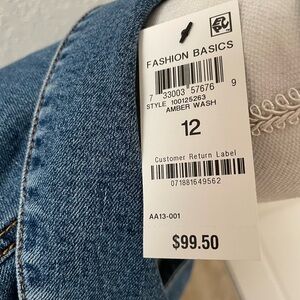 FASHION BASICS
7 33003 57676 9
STYLE 100125263
AMBER WASH
12
Customer Return Label
071881649562
AA13-001
$99.50